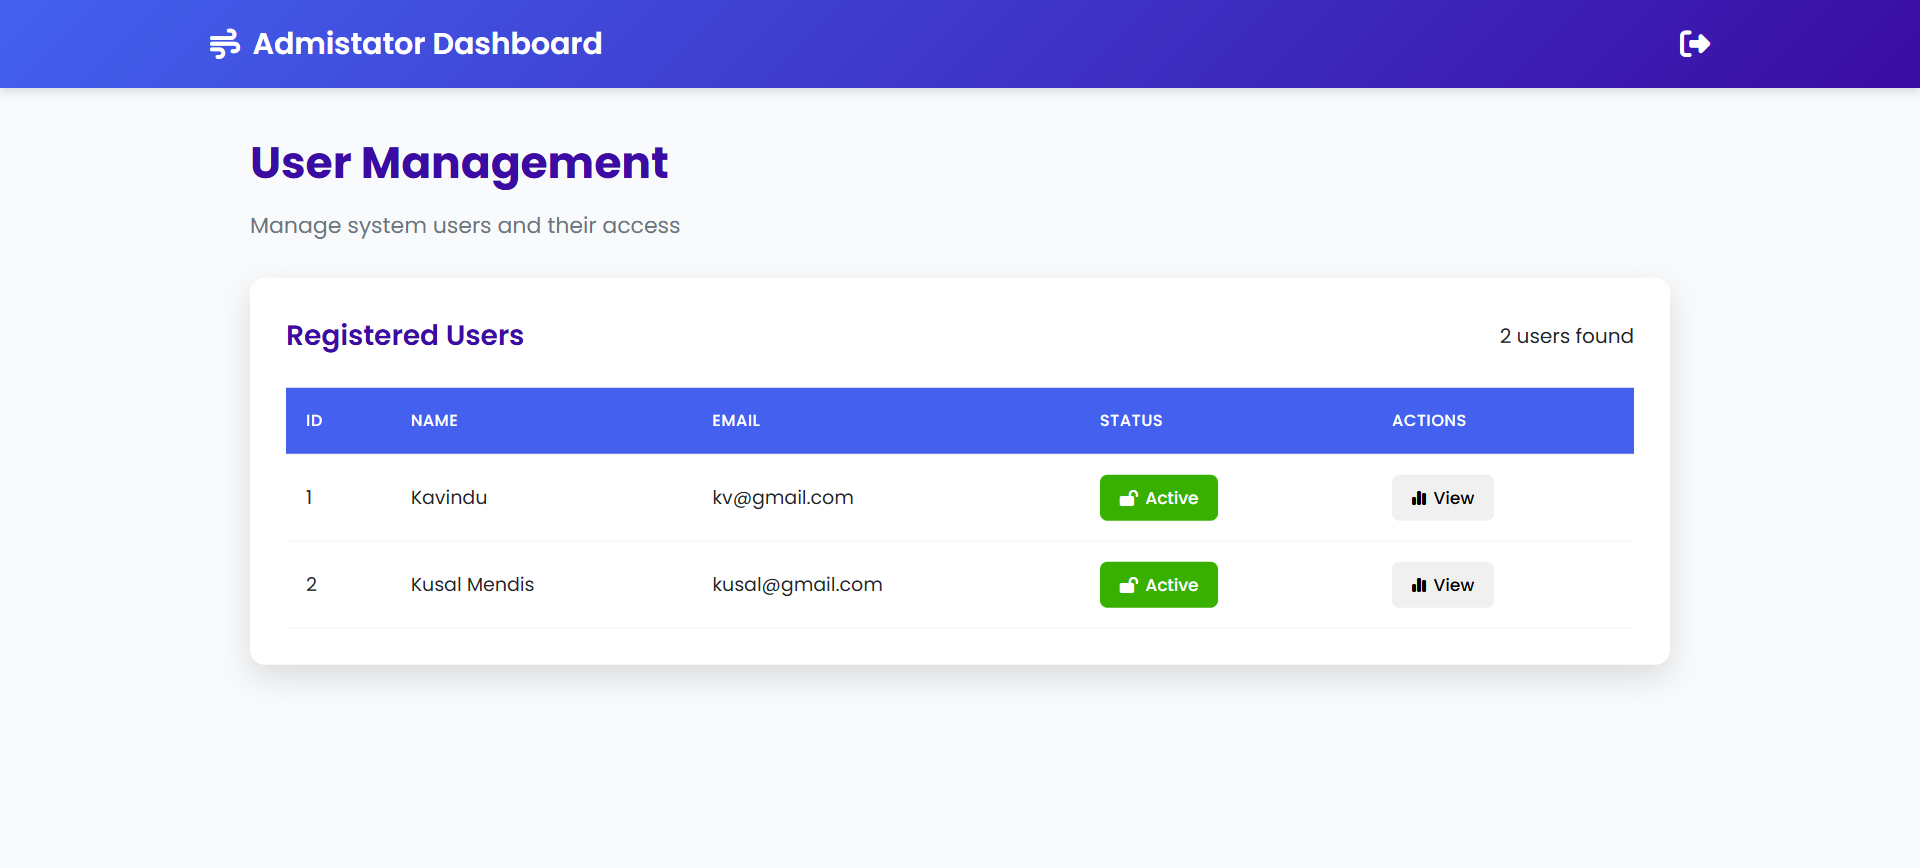 Admistator Dashboard
User Management
Manage system users and their access
Registered Users
2 users found
ID NAME EMAIL STATUS ACTIONS
1 Kavindu kv@gmail.com Active View
2 Kusal Mendis kusal@gmail.com Active View